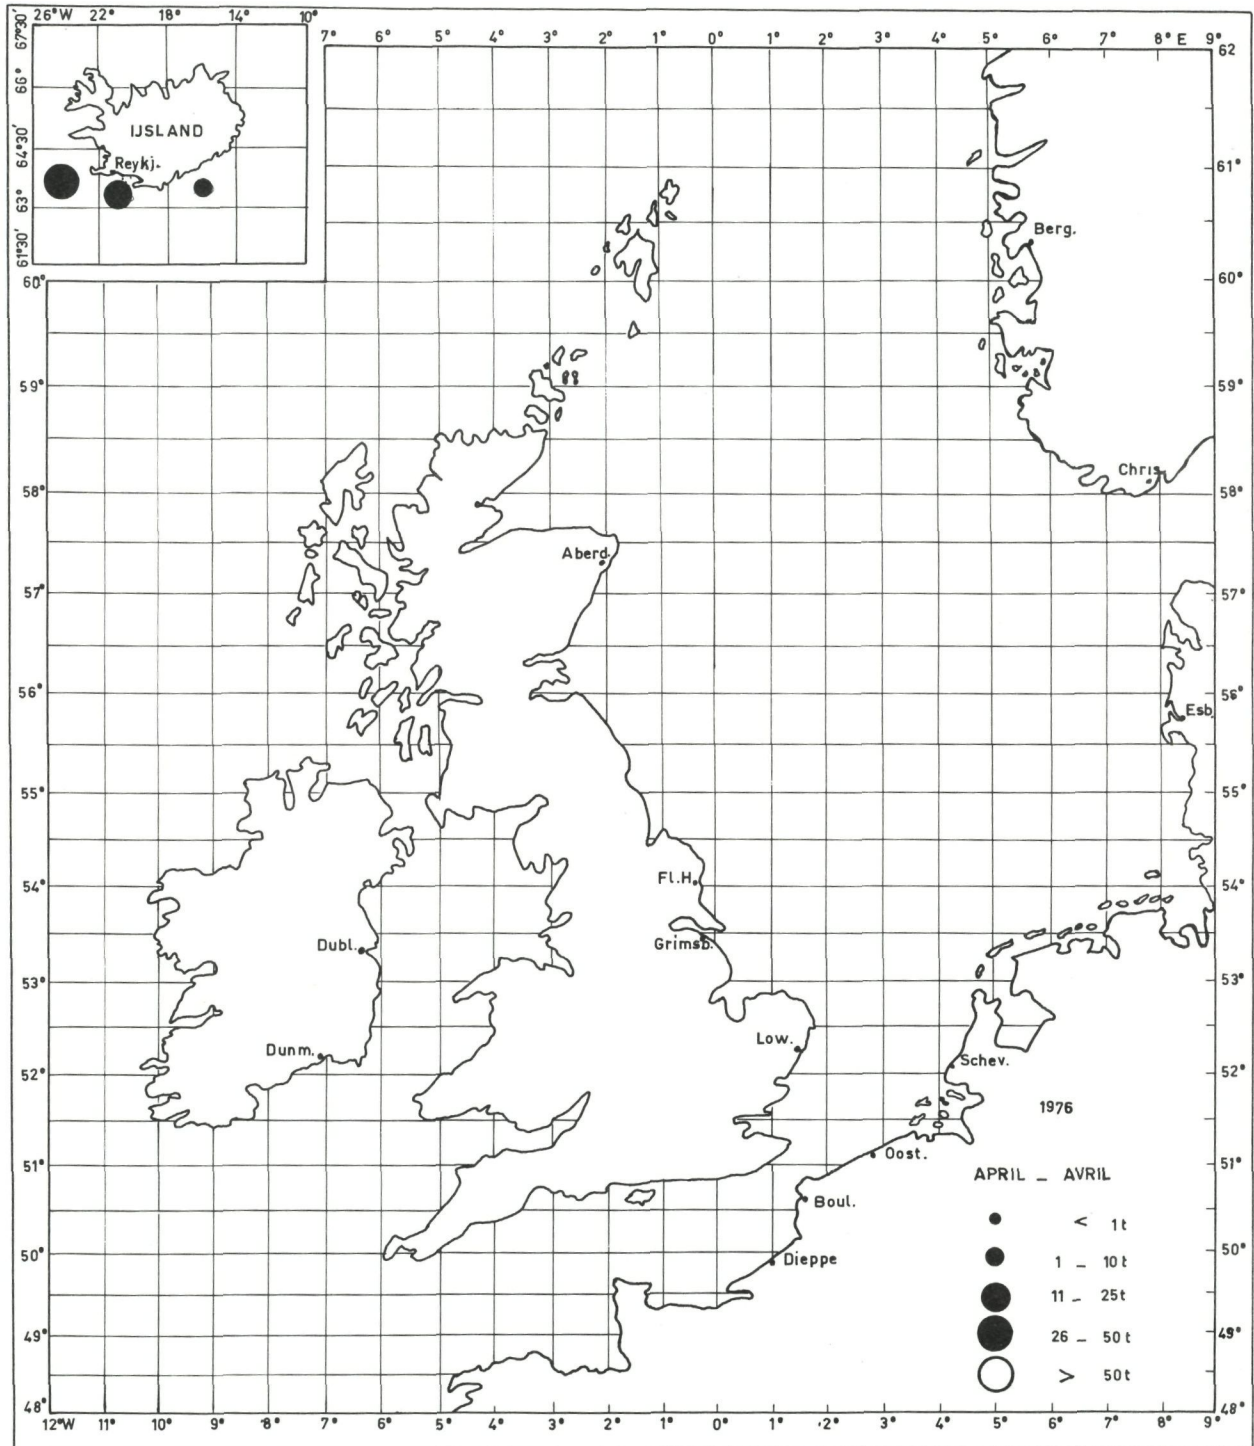 26°W 22° 18° 14° 10°
67°30'
66°
64°30'
63°
61°30'
IJSLAND
Reykj.
7° 6° 5° 4° 3° 2° 1° 0° 1° 2° 3° 4° 5° 6° 7° 8° E 9°
62
61°
60° 60°
59° 59°
58° 58°
57° 57°
56° 56°
55° 55°
54° 54°
53° 53°
52° 52°
51° 51°
50° 50°
49° 49°
48° 48°
Berg.
Chris
Aberd.
Esb
Fl.H.
Grimsb.
Dubl.
Dunm.
Low.
Schev.
Oost.
Boul.
Dieppe
1976
APRIL _ AVRIL
< 1t
1 _ 10t
11 _ 25t
26 _ 50t
> 50t
12°W 11° 10° 9° 8° 7° 6° 5° 4° 3° 2° 1° 0° 1° 2° 3° 4° 5° 6° 7° 8° 9°